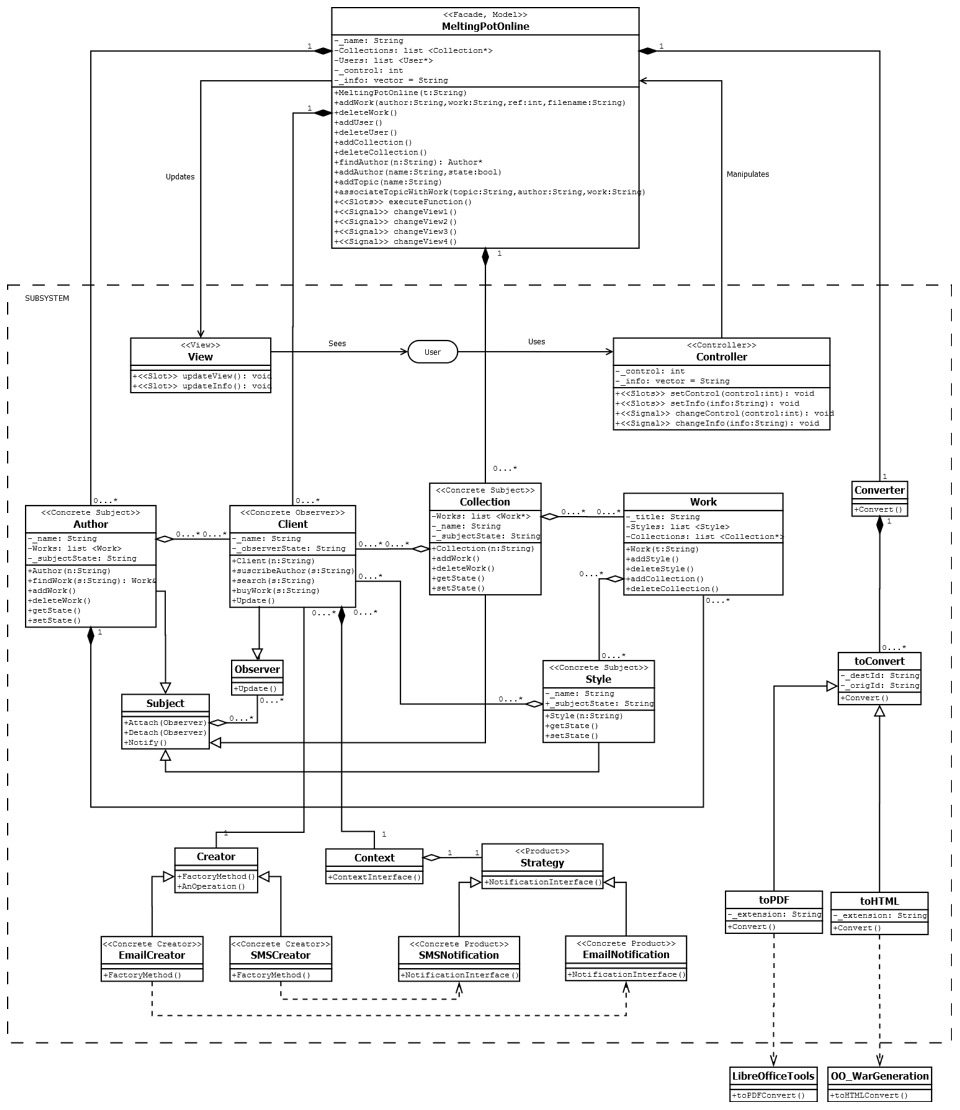 <<Facade, Model>>
MeltingPotOnline
-_name: String
-Collections: list <Collection*>
-Users: list <User*>
-_control: int
-_info: vector = String
+MeltingPotOnline(t:String)
+addWork(author:String,work:String,ref:int,filename:String)
+deleteWork()
+addUser()
+deleteUser()
+addCollection()
+deleteCollection()
+findAuthor(n:String): Author*
+addAuthor(name:String,state:bool)
+addTopic(name:String)
+associateTopicWithWork(topic:String,author:String,work:String)
+<<Slots>> executeFunction()
+<<Signal>> changeView1()
+<<Signal>> changeView2()
+<<Signal>> changeView3()
+<<Signal>> changeView4()
1
1
1
1
Updates
Manipulates
SUBSYSTEM
<<View>>
View
+<<Slot>> updateView(): void
+<<Slot>> updateInfo(): void
Sees
User
Uses
<<Controller>>
Controller
-_control: int
-_info: vector = String
+<<Slots>> setControl(control:int): void
+<<Slots>> setInfo(info:String): void
+<<Signal>> changeControl(control:int): void
+<<Signal>> changeInfo(info:String): void
0...*
0...*
0...*
1
<<Concrete Subject>>
Author
-_name: String
-Works: list <Work>
-_subjectState: String
+Author(n:String)
+findWork(s:String): Work&
+addWork()
+deleteWork()
+getState()
+setState()
1
0...*
0...*
<<Concrete Observer>>
Client
-_name: String
-_observerState: String
+Client(n:String)
+suscribeAuthor(s:String)
+search(s:String)
+buyWork(s:String)
+Update()
0...*
0...*
0...*
0...*
0...*
<<Concrete Subject>>
Collection
-Works: list <Work*>
-_name: String
-_subjectState: String
+Collection(n:String)
+addWork()
+deleteWork()
+getState()
+setState()
0...*
0...*
Work
-_title: String
-Styles: list <Style>
-Collections: list <Collection*>
+Work(t:String)
+addStyle()
+deleteStyle()
+addCollection()
+deleteCollection()
0...*
0...*
Converter
+Convert()
1
0...*
toConvert
-_destId: String
-_origId: String
+Convert()
Observer
+Update()
0...*
Subject
+Attach(Observer)
+Detach(Observer)
+Notify()
0...*
0...*
<<Concrete Subject>>
Style
-_name: String
+_subjectState: String
+Style(n:String)
+getState()
+setState()
1
Creator
+FactoryMethod()
+AnOperation()
1
Context
+ContextInterface()
1
1
<<Product>>
Strategy
+NotificationInterface()
<<Concrete Creator>>
EmailCreator
+FactoryMethod()
<<Concrete Creator>>
SMSCreator
+FactoryMethod()
<<Concrete Product>>
SMSNotification
+NotificationInterface()
<<Concrete Product>>
EmailNotification
+NotificationInterface()
toPDF
-_extension: String
+Convert()
toHTML
-_extension: String
+Convert()
LibreOfficeTools
+toPDFConvert()
OO_WarGeneration
+toHTMLConvert()